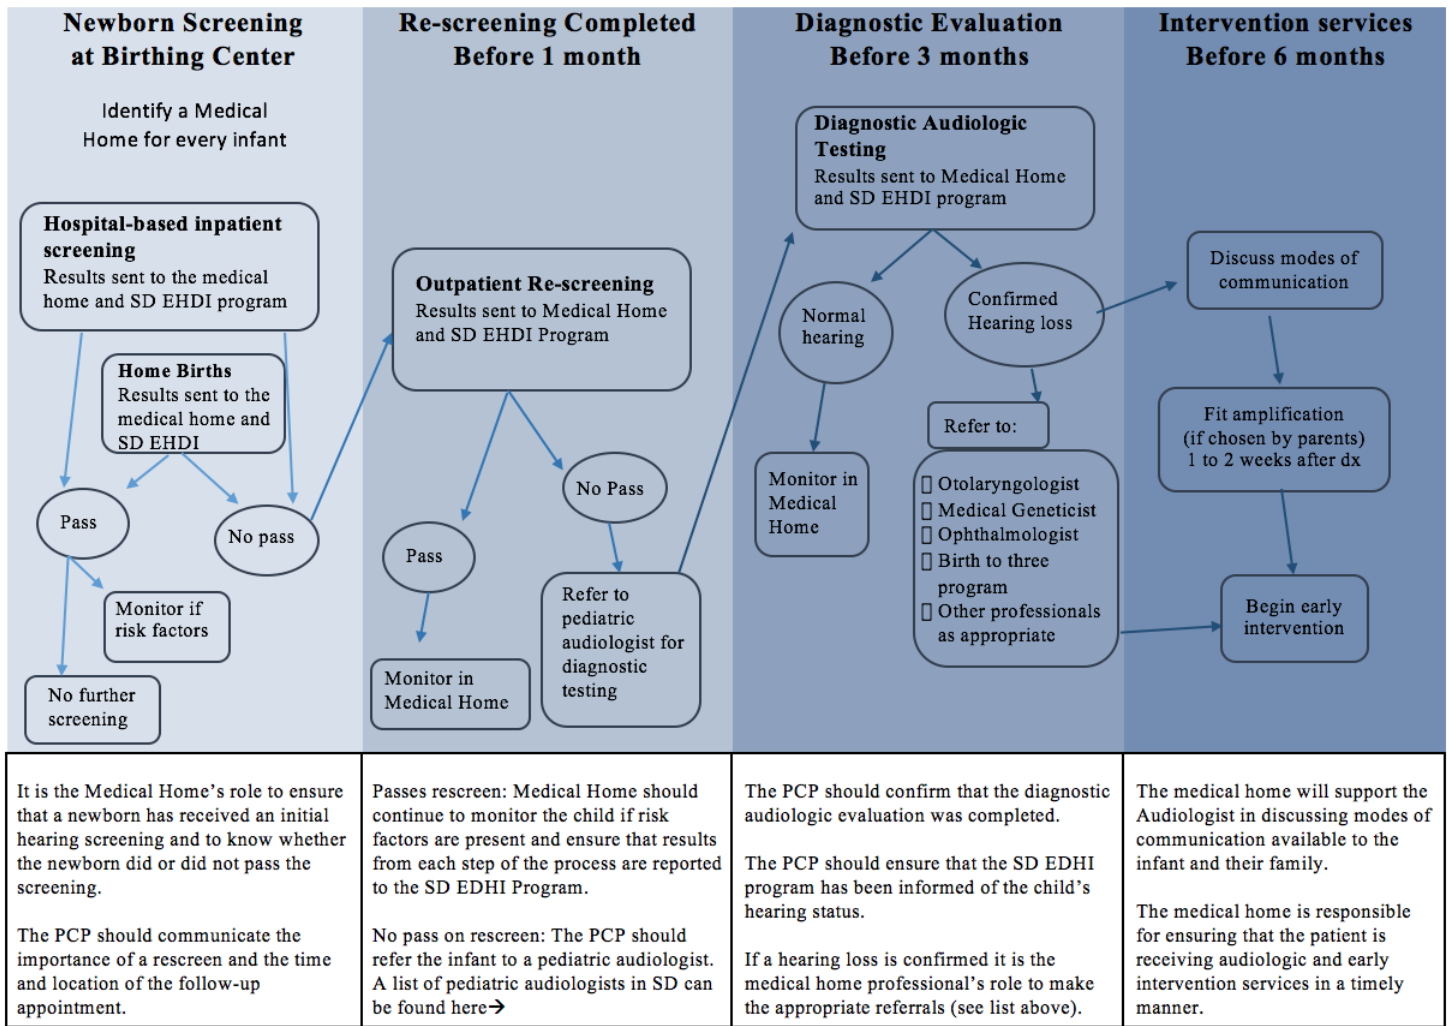 Newborn Screening
at Birthing Center
Identify a Medical
Home for every infant
Hospital-based inpatient
screening
Results sent to the medical
home and SD EHDI program
Home Births
Results sent to the
medical home and
SD EHDI
Pass
No pass
Monitor if
risk factors
No further
screening
Re-screening Completed
Before 1 month
Outpatient Re-screening
Results sent to Medical Home
and SD EHDI Program
No Pass
Pass
Refer to
pediatric
audiologist for
diagnostic
testing
Monitor in
Medical Home
Diagnostic Evaluation
Before 3 months
Diagnostic Audiologic
Testing
Results sent to Medical Home
and SD EHDI program
Normal
hearing
Confirmed
Hearing loss
Refer to:
Monitor in
Medical
Home
Otolaryngologist
Medical Geneticist
Ophthalmologist
Birth to three
program
Other professionals
as appropriate
Intervention services
Before 6 months
Discuss modes of
communication
Fit amplification
(if chosen by parents)
1 to 2 weeks after dx
Begin early
intervention
It is the Medical Home’s role to ensure
that a newborn has received an initial
hearing screening and to know whether
the newborn did or did not pass the
screening.
The PCP should communicate the
importance of a rescreen and the time
and location of the follow-up
appointment.
Passes rescreen: Medical Home should
continue to monitor the child if risk
factors are present and ensure that results
from each step of the process are reported
to the SD EDHI Program.
No pass on rescreen: The PCP should
refer the infant to a pediatric audiologist.
A list of pediatric audiologists in SD can
be found here→
The PCP should confirm that the diagnostic
audiologic evaluation was completed.
The PCP should ensure that the SD EDHI
program has been informed of the child’s
hearing status.
If a hearing loss is confirmed it is the
medical home professional’s role to make
the appropriate referrals (see list above).
The medical home will support the
Audiologist in discussing modes of
communication available to the
infant and their family.
The medical home is responsible
for ensuring that the patient is
receiving audiologic and early
intervention services in a timely
manner.